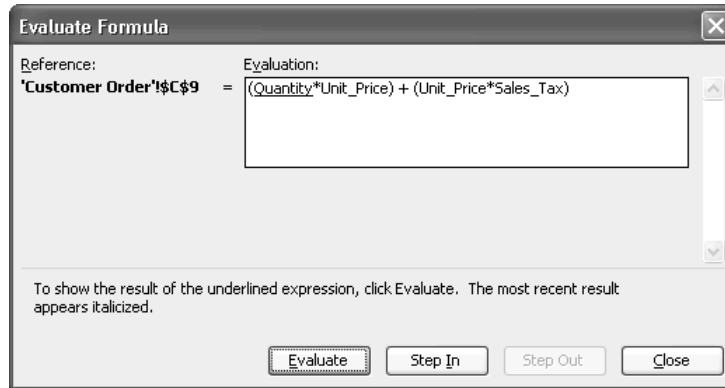 Evaluate Formula
Reference:
Evaluation:
'Customer Order'!$C$9 = (Quantity*Unit_Price) + (Unit_Price*Sales_Tax)
To show the result of the underlined expression, click Evaluate. The most recent result
appears italicized.
Evaluate
Step In
Step Out
Close